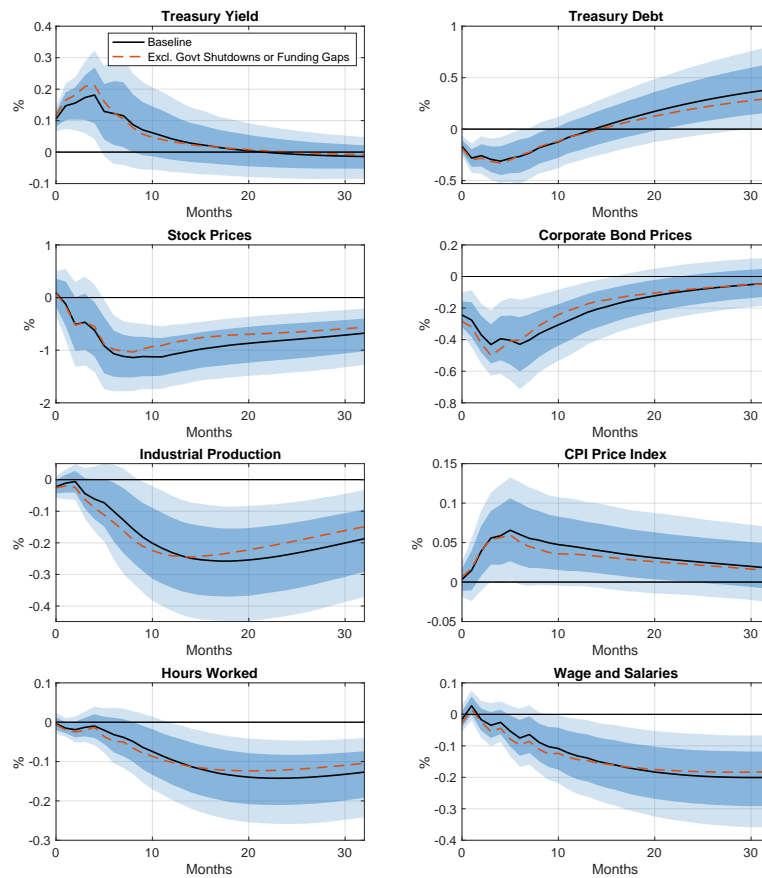 Treasury Yield
0.4
0.3
0.2
0.1
0
-0.1
%
Baseline
Excl. Govt Shutdowns or Funding Gaps
0 10 20 30
Months
Treasury Debt
1
0.5
0
-0.5
%
0 10 20 30
Months
Stock Prices
1
0
-1
-2
%
0 10 20 30
Months
Corporate Bond Prices
0.2
0
-0.2
-0.4
-0.6
-0.8
%
0 10 20 30
Months
Industrial Production
0
-0.1
-0.2
-0.3
-0.4
%
0 10 20 30
Months
CPI Price Index
0.15
0.1
0.05
0
-0.05
%
0 10 20 30
Months
Hours Worked
0.1
0
-0.1
-0.2
-0.3
%
0 10 20 30
Months
Wage and Salaries
0.1
0
-0.1
-0.2
-0.3
-0.4
%
0 10 20 30
Months